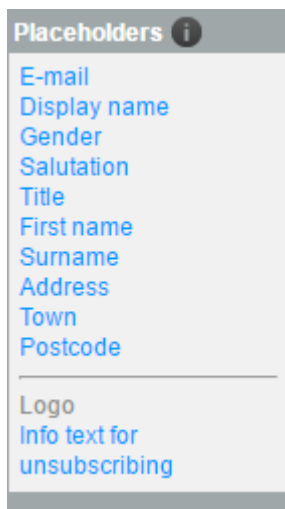 Placeholders i
E-mail
Display name
Gender
Salutation
Title
First name
Surname
Address
Town
Postcode
Logo
Info text for
unsubscribing